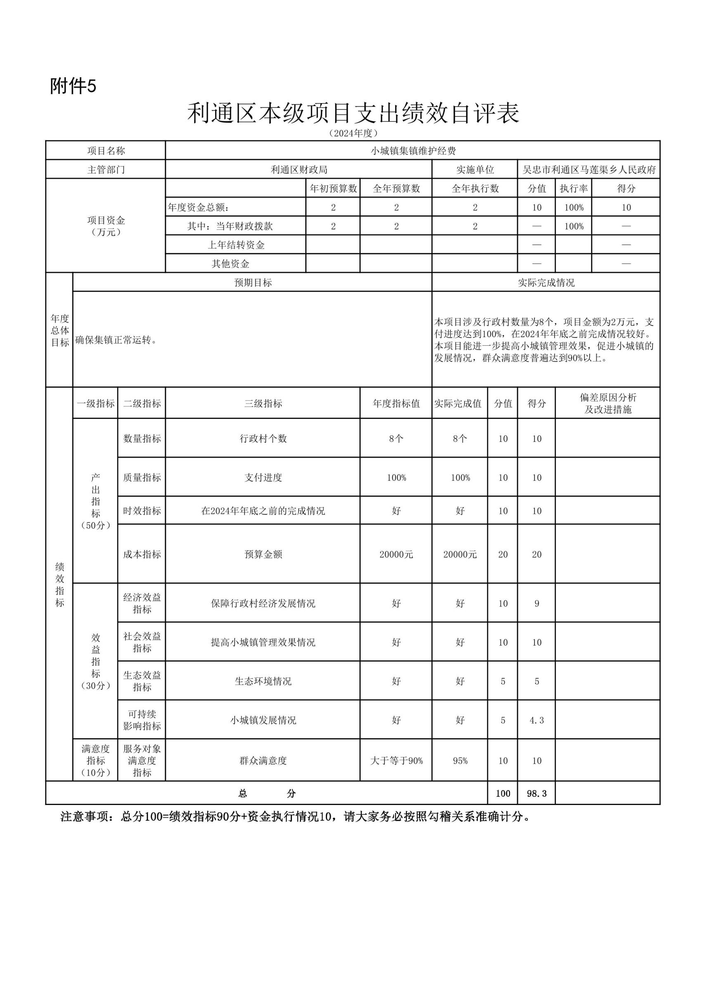 附件5
利通区本级项目支出绩效自评表
（2024年度）
项目名称 小城镇集镇维护经费
主管部门 利通区财政局 实施单位 吴忠市利通区马莲渠乡人民政府
项目资金
（万元）
年初预算数 全年预算数 全年执行数 分值 执行率 得分
年度资金总额： 2 2 2 10 100% 10
其中：当年财政拨款 2 2 2 — 100% —
上年结转资金 — —
其他资金 — —
年度
总体
目标
预期目标 实际完成情况
确保集镇正常运转。
本项目涉及行政村数量为8个，项目金额为2万元，支
付进度达到100%，在2024年年底之前完成情况较好。
本项目能进一步提高小城镇管理效果，促进小城镇的
发展情况，群众满意度普遍达到90%以上。
绩
效
指
标
一级指标 二级指标 三级指标 年度指标值 实际完成值 分值 得分 偏差原因分析
及改进措施
产
出
指
标
（50分）
数量指标 行政村个数 8个 8个 10 10
质量指标 支付进度 100% 100% 10 10
时效指标 在2024年年底之前的完成情况 好 好 10 10
成本指标 预算金额 20000元 20000元 20 20
效
益
指
标
（30分）
经济效益
指标 保障行政村经济发展情况 好 好 10 9
社会效益
指标 提高小城镇管理效果情况 好 好 10 10
生态效益
指标 生态环境情况 好 好 5 5
可持续
影响指标 小城镇发展情况 好 好 5 4.3
满意度
指标
（10分）
服务对象
满意度
指标 群众满意度 大于等于90% 95% 10 10
总 分 100 98.3
注意事项：总分100=绩效指标90分+资金执行情况10，请大家务必按照勾稽关系准确计分。